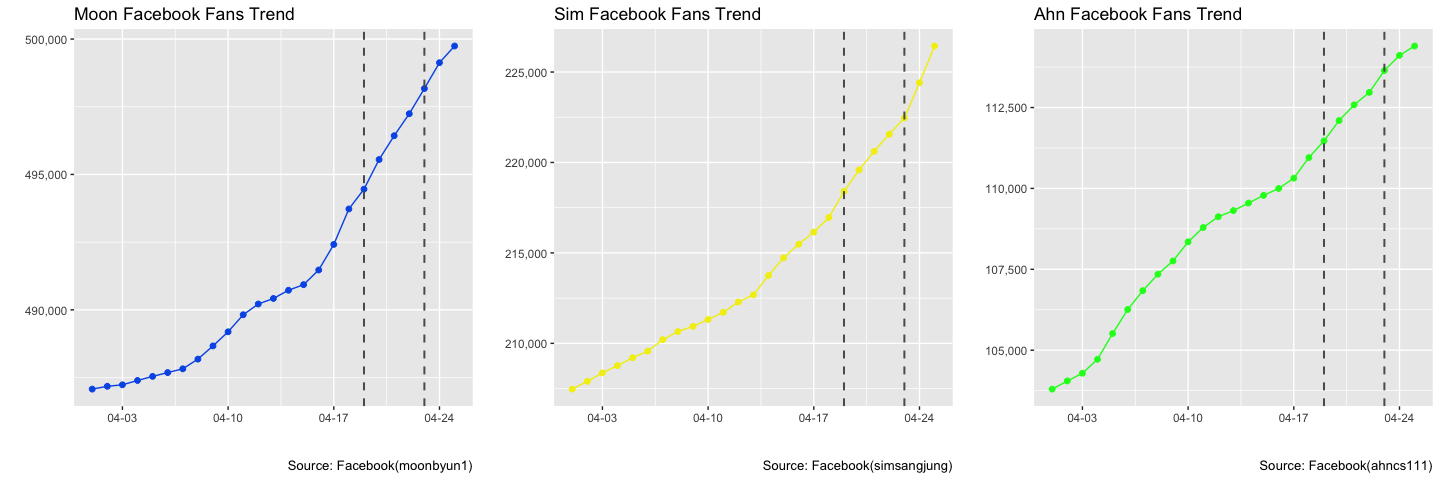 Moon Facebook Fans Trend
500,000
495,000
490,000
04-03 04-10 04-17 04-24
Source: Facebook(moonbyun1)
Sim Facebook Fans Trend
225,000
220,000
215,000
210,000
04-03 04-10 04-17 04-24
Source: Facebook(simsangjung)
Ahn Facebook Fans Trend
112,500
110,000
107,500
105,000
04-03 04-10 04-17 04-24
Source: Facebook(ahncs111)